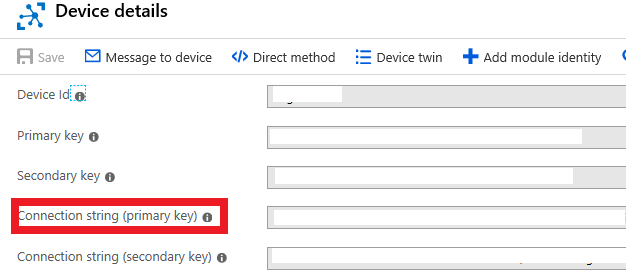 Device details
Save Message to device Direct method Device twin Add module identity
Device Id
Primary key
Secondary key
Connection string (primary key)
Connection string (secondary key)